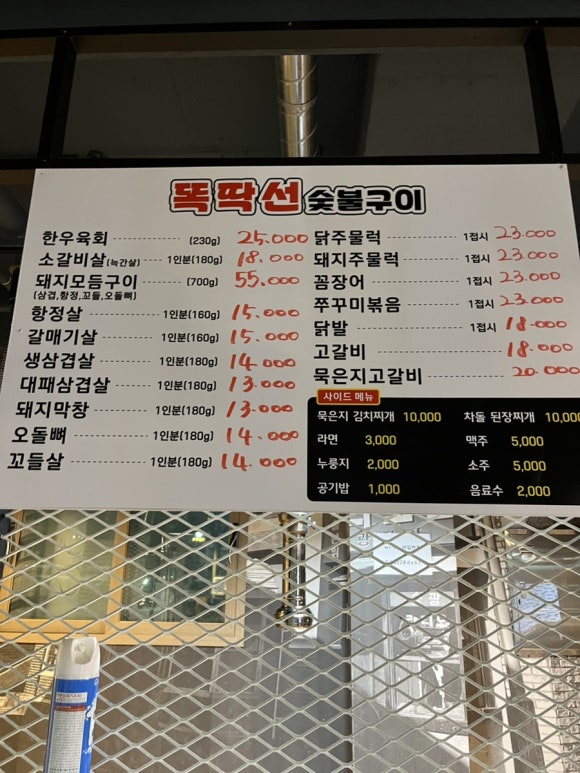 똑딱선 숯불구이
한우육회 (230g) 25.000
소갈비살(늑간살) 1인분(180g) 18.000
돼지모듬구이 (700g) 55.000
(삼겹,항정,꼬들,오돌뼈)
항정살 1인분(160g) 15.000
갈매기살 1인분(160g) 15.000
생삼겹살 1인분(180g) 14.000
대패삼겹살 1인분(180g) 13.000
돼지막창 1인분(180g) 13.000
오돌뼈 1인분(180g) 14.000
꼬들살 1인분(180g) 14.000
닭주물럭 1접시 23.000
돼지주물럭 1접시 23.000
꼼장어 1접시 23.000
쭈꾸미볶음 1접시 23.000
닭발 1접시 18.000
고갈비 18.000
묵은지고갈비 20.000
사이드 메뉴
묵은지 김치찌개 10,000 차돌 된장찌개 10,000
라면 3,000 맥주 5,000
누룽지 2,000 소주 5,000
공기밥 1,000 음료수 2,000